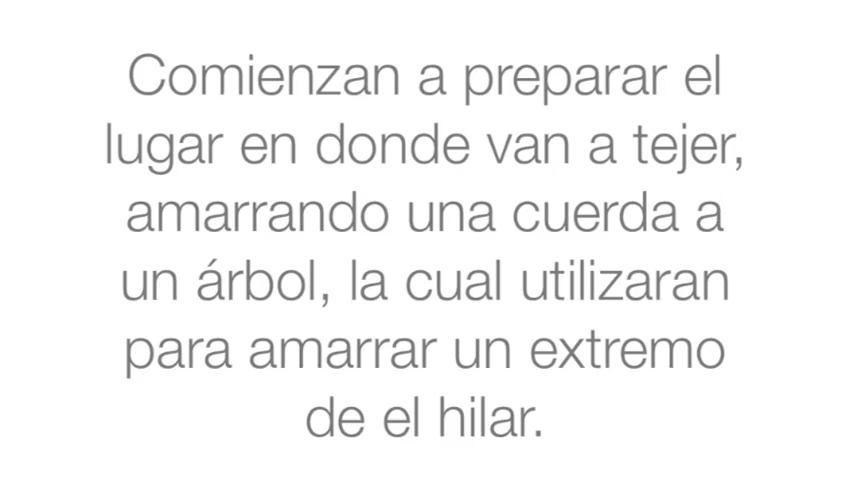 Comienzan a preparar el
lugar en donde van a tejer,
amarrando una cuerda a
un árbol, la cual utilizaran
para amarrar un extremo
de el hilar.